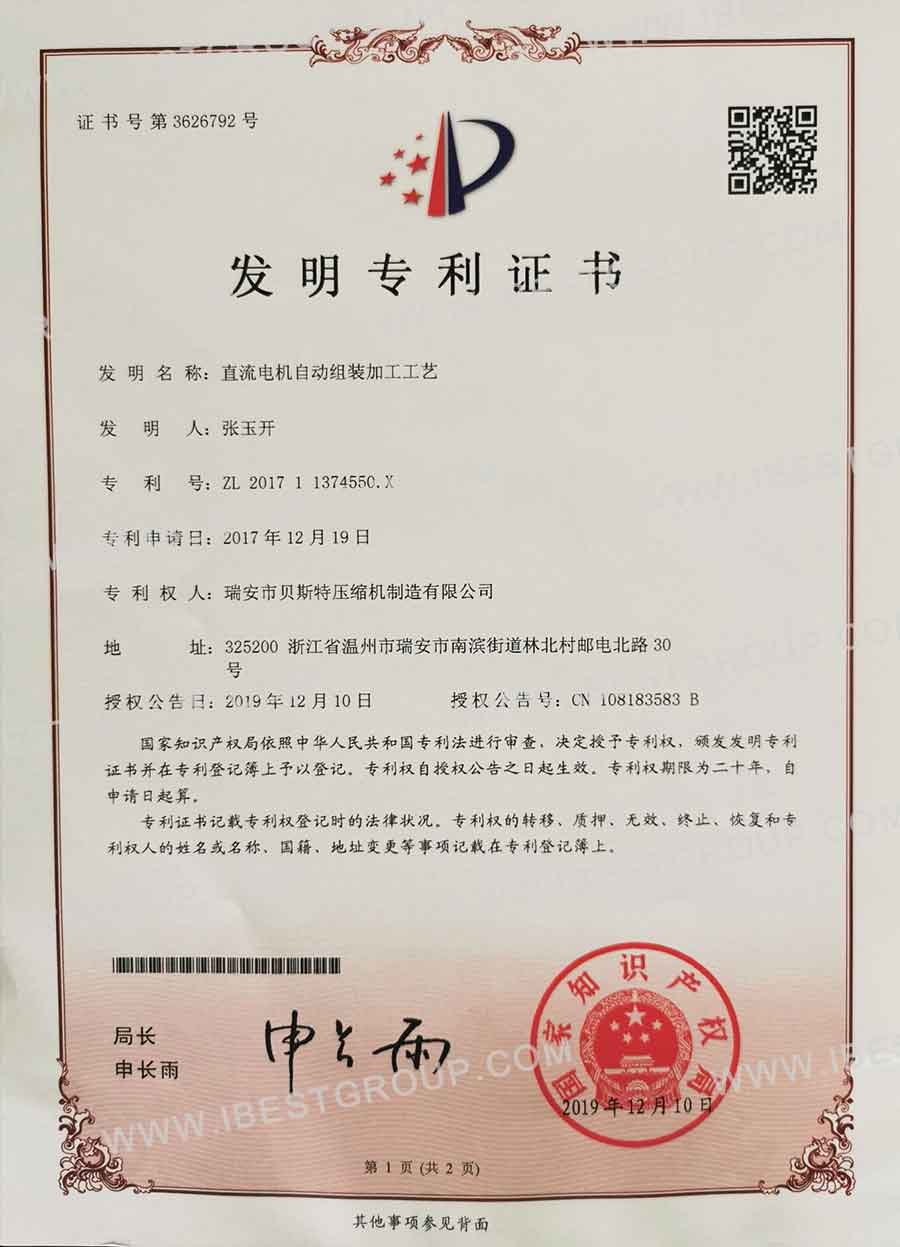 证书号第3626792号
发明专利证书
发明名称：直流电机自动组装加工工艺
发明人：张玉开
专利号：ZL 2017 1 1374550.X
专利申请日：2017年12月19日
专利权人：瑞安市贝斯特压缩机制造有限公司
地址：325200 浙江省温州市瑞安市南滨街道林北村邮电北路30
号
授权公告日：2019年12月10日 授权公告号：CN 108183583 B
国家知识产权局依照中华人民共和国专利法进行审查，决定授予专利权，颁发发明专利
证书并在专利登记簿上予以登记。专利权自授权公告之日起生效。专利权期限为二十年，自
申请日起算。
专利证书记载专利权登记时的法律状况。专利权的转移、质押、无效、终止、恢复和专
利权人的姓名或名称、国籍、地址变更等事项记载在专利登记簿上。
国家知识产权局
局长
申长雨
申长雨
2019年12月10日
WWW.IBESTGROUP.COM
第1页(共2页)
其他事项参见背面